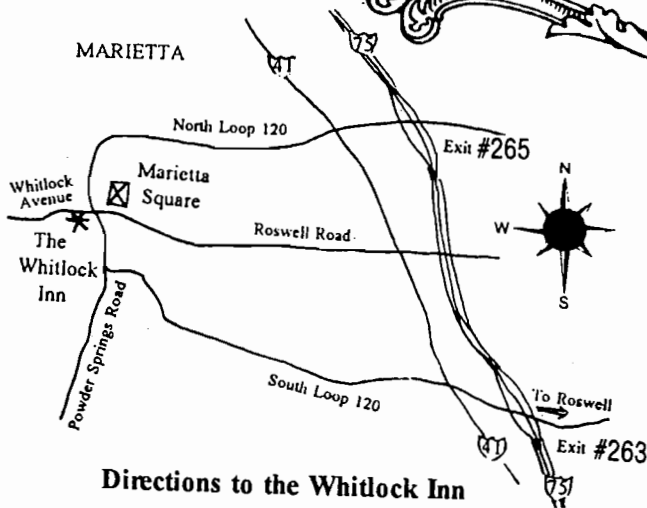 75
41
MARIETTA
North Loop 120
Exit #265
Marietta
Square
Whitlock
Avenue
N
W
S
The
Whitlock
Inn
Roswell Road
Powder Springs Road
South Loop 120
To Roswell
41
Exit #263
75
Directions to the Whitlock Inn